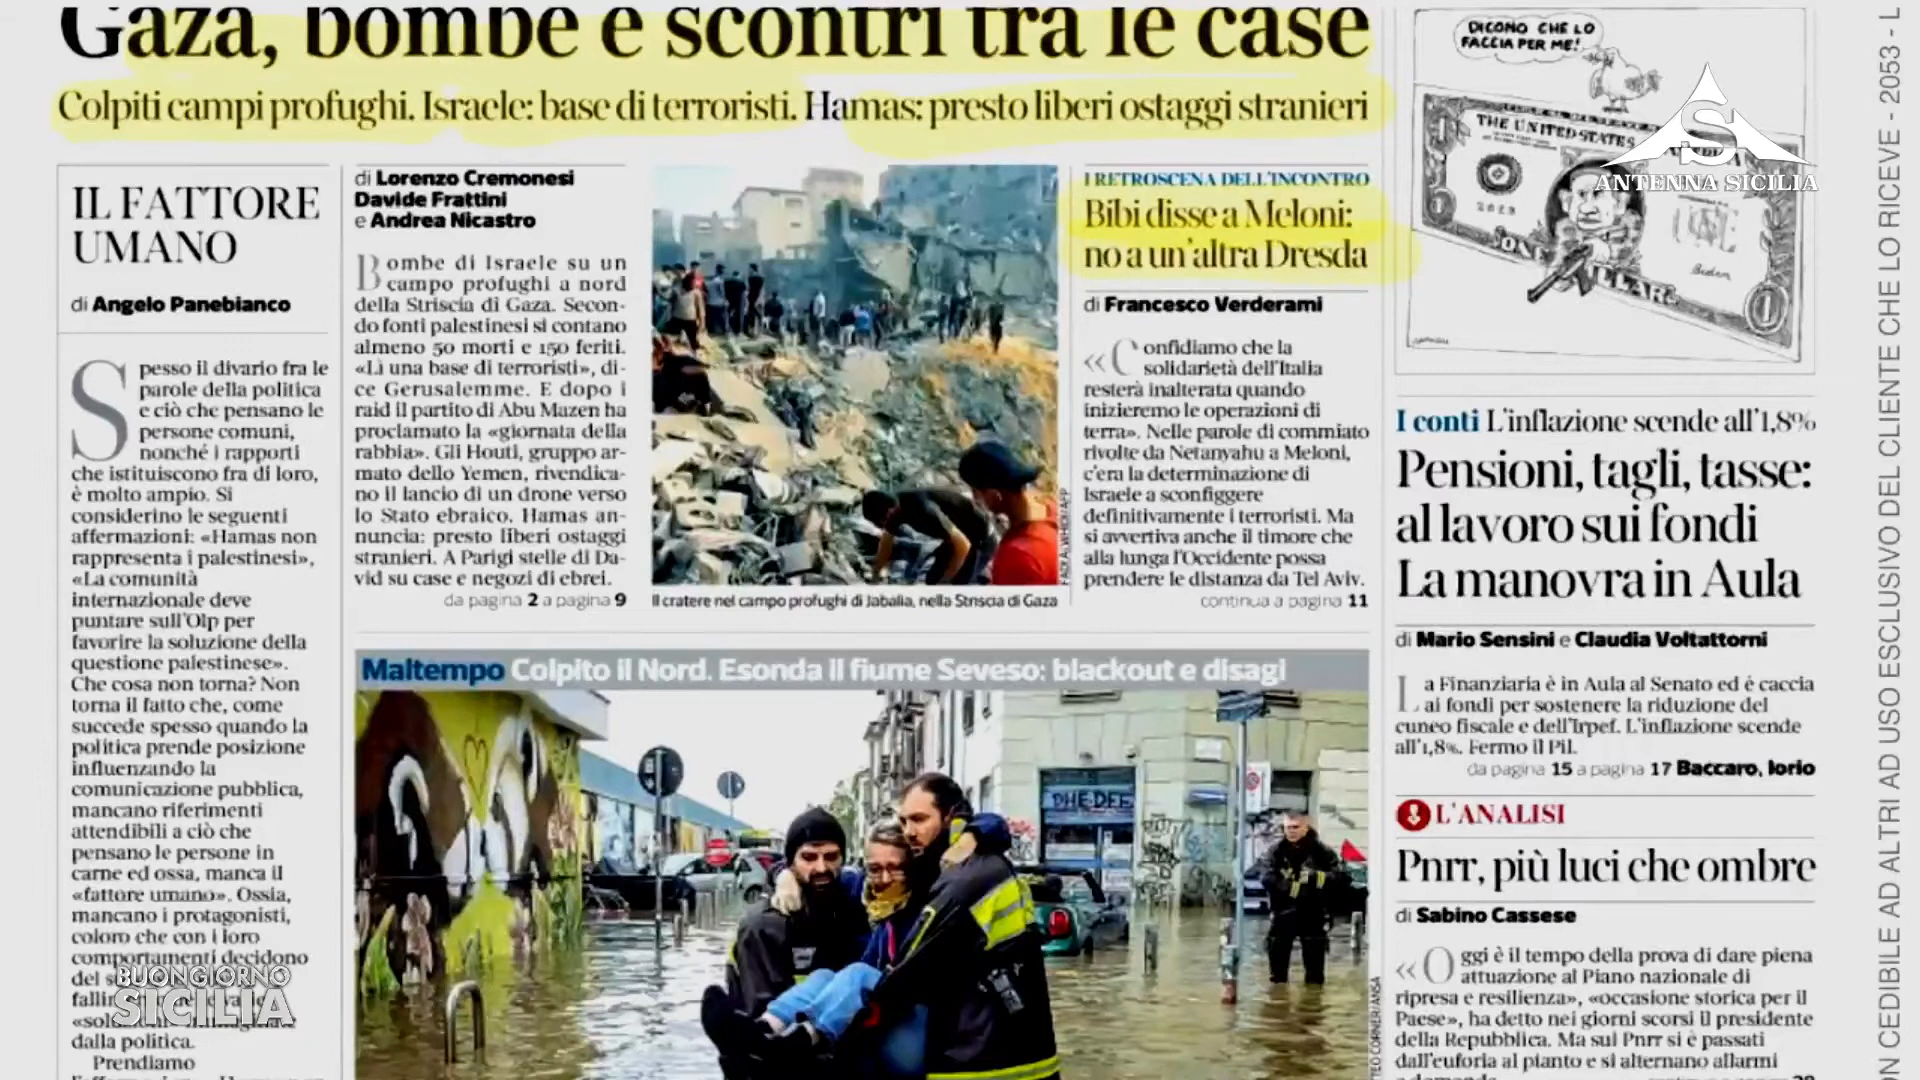 Gaza, bombe e scontri tra le case
Colpiti campi profughi. Israele: base di terroristi. Hamas: presto liberi ostaggi stranieri
IL FATTORE
UMANO
di Angelo Panebianco
Spesso il divario fra le
parole della politica
e ciò che pensano le
persone comuni,
nonché i rapporti
che istituiscono fra di loro,
è molto ampio. Si
considerino le seguenti
affermazioni: «Hamas non
rappresenta i palestinesi»,
«La comunità
internazionale deve
puntare sull'Olp per
favorire la soluzione della
questione palestinese».
Che cosa non torna? Non
torna il fatto che, come
succede spesso quando la
politica prende posizione
influenzando la
comunicazione pubblica,
mancano riferimenti
attendibili a ciò che
pensano le persone in
carne ed ossa, manca il
«fattore umano». Ossia,
mancano i protagonisti,
coloro che con i loro
comportamenti decidono
dalla politica.
Prendiamo
di Lorenzo Cremonesi
Davide Frattini
e Andrea Nicastro
Bombe di Israele su un
campo profughi a nord
della Striscia di Gaza. Secon-
do fonti palestinesi si contano
almeno 50 morti e 150 feriti.
«Lì una base di terroristi», di-
ce Gerusalemme. E dopo i
raid il partito di Abu Mazen ha
proclamato la «giornata della
rabbia». Gli Houti, gruppo ar-
mato dello Yemen, rivendica-
no il lancio di un drone verso
lo Stato ebraico. Hamas an-
nuncia: presto liberi ostaggi
stranieri. A Parigi stelle di Da-
vid su case e negozi di ebrei.
da pagina 2 a pagina 9
Il cratere nel campo profughi di Jabalia, nella Striscia di Gaza
I RETROSCENA DELL'INCONTRO
Bibi disse a Meloni:
no a un'altra Dresda
di Francesco Verderami
«Confidiamo che la
solidarietà dell'Italia
resterà inalterata quando
inizieremo le operazioni di
terra». Nelle parole di commiato
rivolte da Netanyahu a Meloni,
c'era la determinazione di
Israele a sconfiggere
definitivamente i terroristi. Ma
si avvertiva anche il timore che
alla lunga l'Occidente possa
prendere le distanza da Tel Aviv.
continua a pagina 11
DICONO CHE LO
FACCIA PER ME!
THE UNITED STATES
ANTENNA SICILIA
I conti L'inflazione scende all'1,8%
Pensioni, tagli, tasse:
al lavoro sui fondi
La manovra in Aula
di Mario Sensini e Claudia Voltattorni
La Finanziaria è in Aula al Senato ed è caccia
ai fondi per sostenere la riduzione del
cuneo fiscale e dell'Irpef. L'inflazione scende
all'1,8%. Fermo il Pil.
da pagina 15 a pagina 17 Baccaro, Iorio
L'ANALISI
Pnrr, più luci che ombre
di Sabino Cassese
«Oggi è il tempo della prova di dare piena
attuazione al Piano nazionale di
ripresa e resilienza», «occasione storica per il
Paese», ha detto nei giorni scorsi il presidente
della Repubblica. Ma sul Pnrr si è passati
dall'euforia al pianto e si alternano allarmi
Maltempo Colpito il Nord. Esonda il fiume Seveso: blackout e disagi
BUONGIORNO
SICILIA
CEDIBILE AD ALTRI AD USO ESCLUSIVO DEL CLIENTE CHE LO RICEVE - 2053 - L